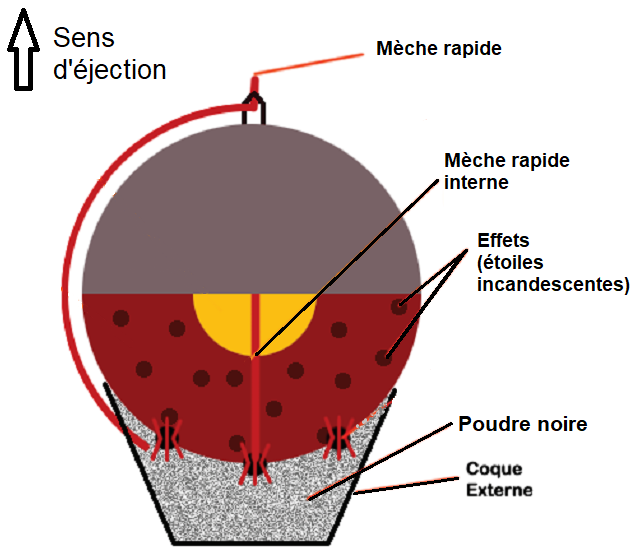 Sens
d'éjection
Mèche rapide
Mèche rapide
interne
Effets
(étoiles
incandescentes)
Poudre noire
Coque
Externe